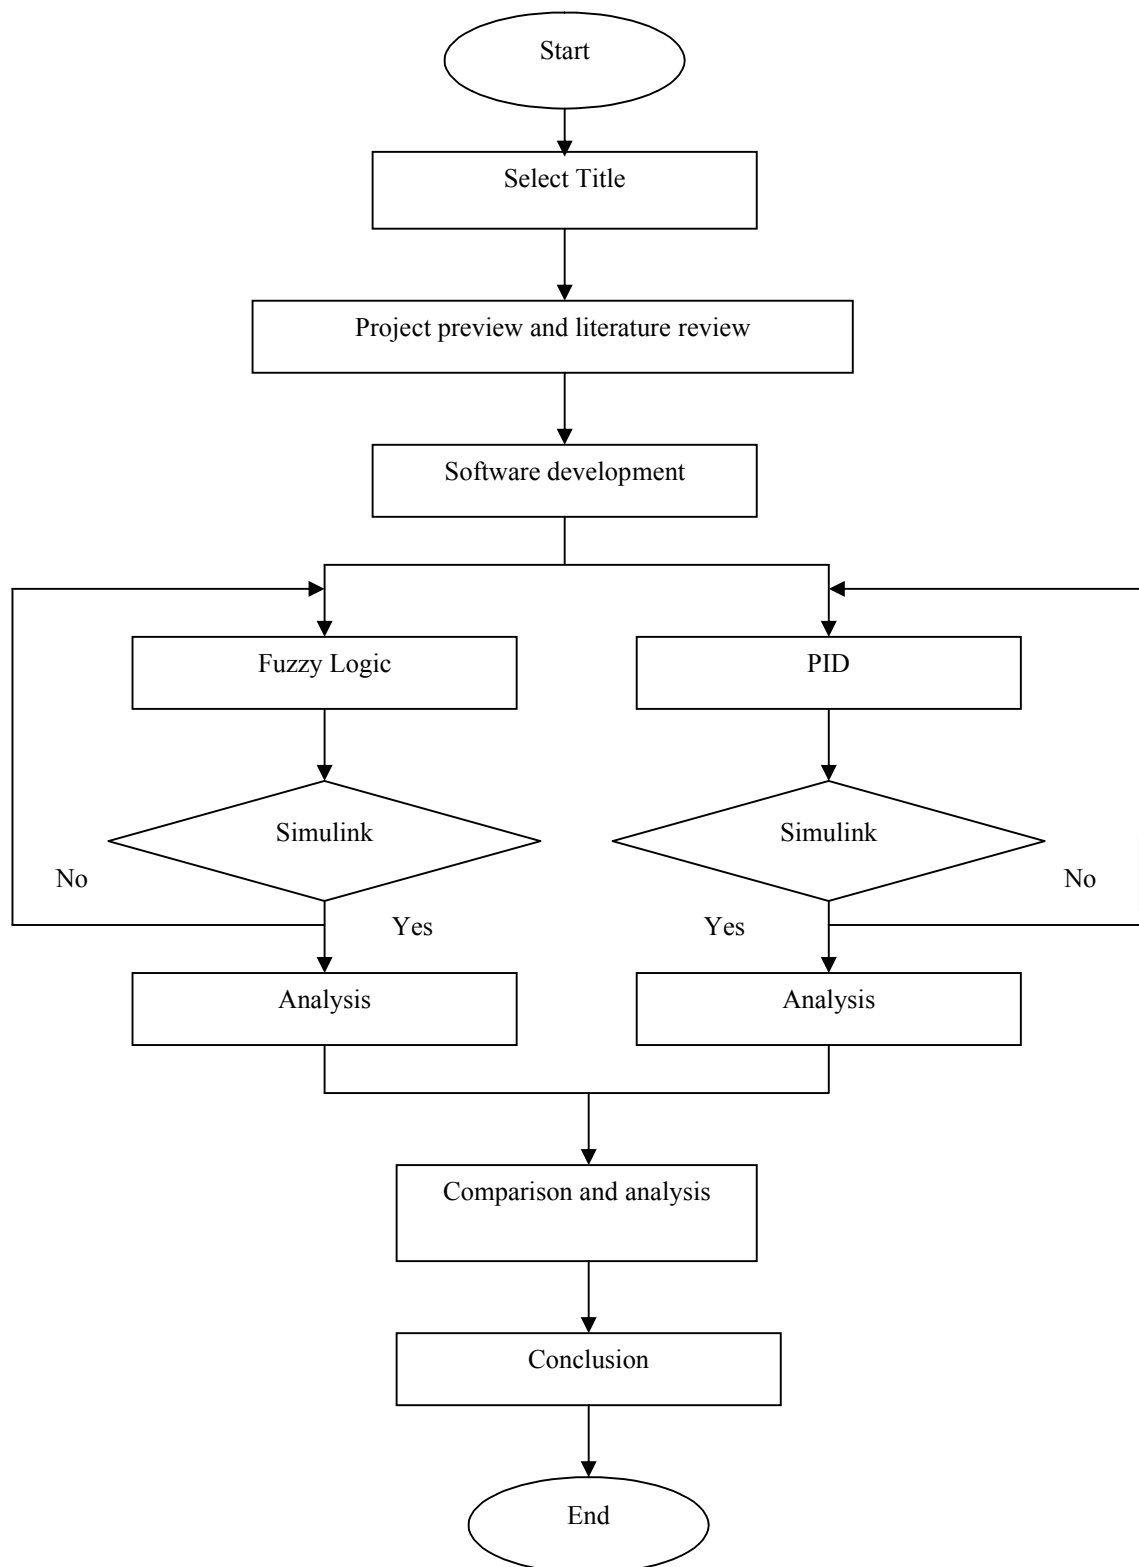 Start
Select Title
Project preview and literature review
Software development
Fuzzy Logic
PID
Simulink
Simulink
No
No
Yes
Yes
Analysis
Analysis
Comparison and analysis
Conclusion
End